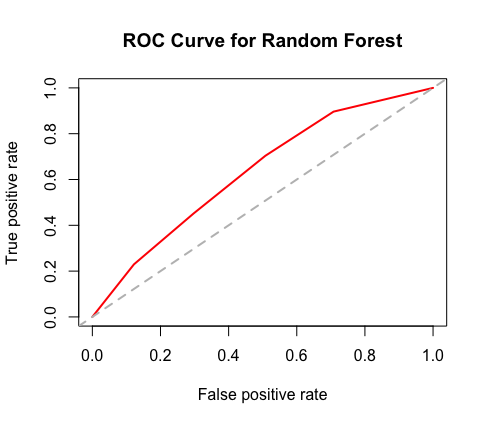 ROC Curve for Random Forest
True positive rate
1.0
0.8
0.6
0.4
0.2
0.0
0.0 0.2 0.4 0.6 0.8 1.0
False positive rate